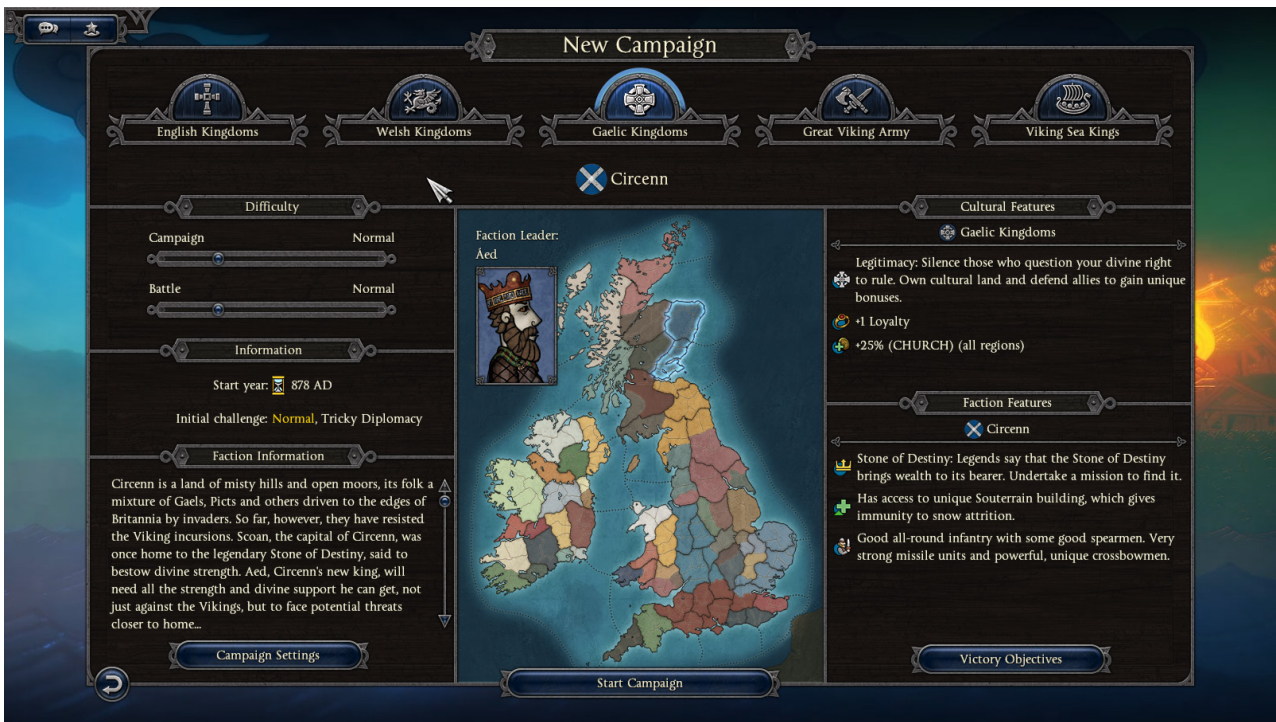 New Campaign
English Kingdoms
Welsh Kingdoms
Gaelic Kingdoms
Great Viking Army
Viking Sea Kings
Circenn
Difficulty
Campaign
Normal
Battle
Normal
Information
Start year: 878 AD
Initial challenge: Normal, Tricky Diplomacy
Faction Information
Circenn is a land of misty hills and open moors, its folk a
mixture of Gaels, Picts and others driven to the edges of
Britannia by invaders. So far, however, they have resisted
the Viking incursions. Scoan, the capital of Circenn, was
once home to the legendary Stone of Destiny, said to
bestow divine strength. Aed, Circenn's new king, will
need all the strength and divine support he can get, not
just against the Vikings, but to face potential threats
closer to home...
Campaign Settings
Faction Leader:
Áed
Start Campaign
Cultural Features
Gaelic Kingdoms
Legitimacy: Silence those who question your divine right
to rule. Own cultural land and defend allies to gain unique
bonuses.
+1 Loyalty
+25% (CHURCH) (all regions)
Faction Features
Circenn
Stone of Destiny: Legends say that the Stone of Destiny
brings wealth to its bearer. Undertake a mission to find it.
Has access to unique Souterrain building, which gives
immunity to snow attrition.
Good all-round infantry with some good spearmen. Very
strong missile units and powerful, unique crossbowmen.
Victory Objectives